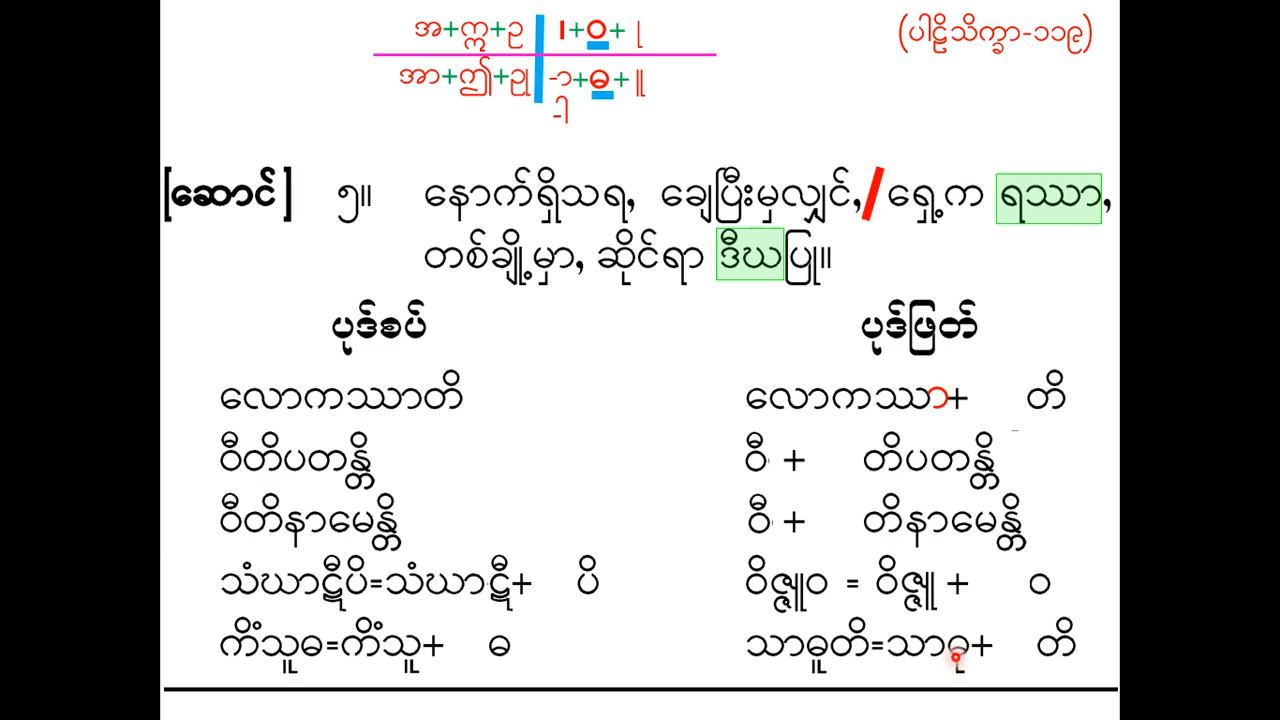 အ+ဣ+ဥ ါ+ိ+ု (ပါဠိသိက္ခာ-၁၁၉)
အာ+ဤ+ဦ -ာ+ီ+ူ
-ါ
[ဆောင်] ၅။ နောက်ရှိသရ, ချေပြီးမှလျှင်,/ရှေ့က ရဿာ,
တစ်ချို့မှာ, ဆိုင်ရာ ဒီဃပြု။
ပုဒ်စပ် ပုဒ်ဖြတ်
လောကဿာတိ လောကဿာ+ တိ
ဝီတိပတန္တိ ဝီ + တိပတန္တိ
ဝီတိနာမေန္တိ ဝီ + တိနာမေန္တိ
သံဃာဋီပိ=သံဃာဋီ+ ပိ ဝိဇ္ဇူဝ = ဝိဇ္ဇူ + ဝ
ကိံသူဓ=ကိံသူ+ ဓ သာဓူတိ=သာဓု+ တိ